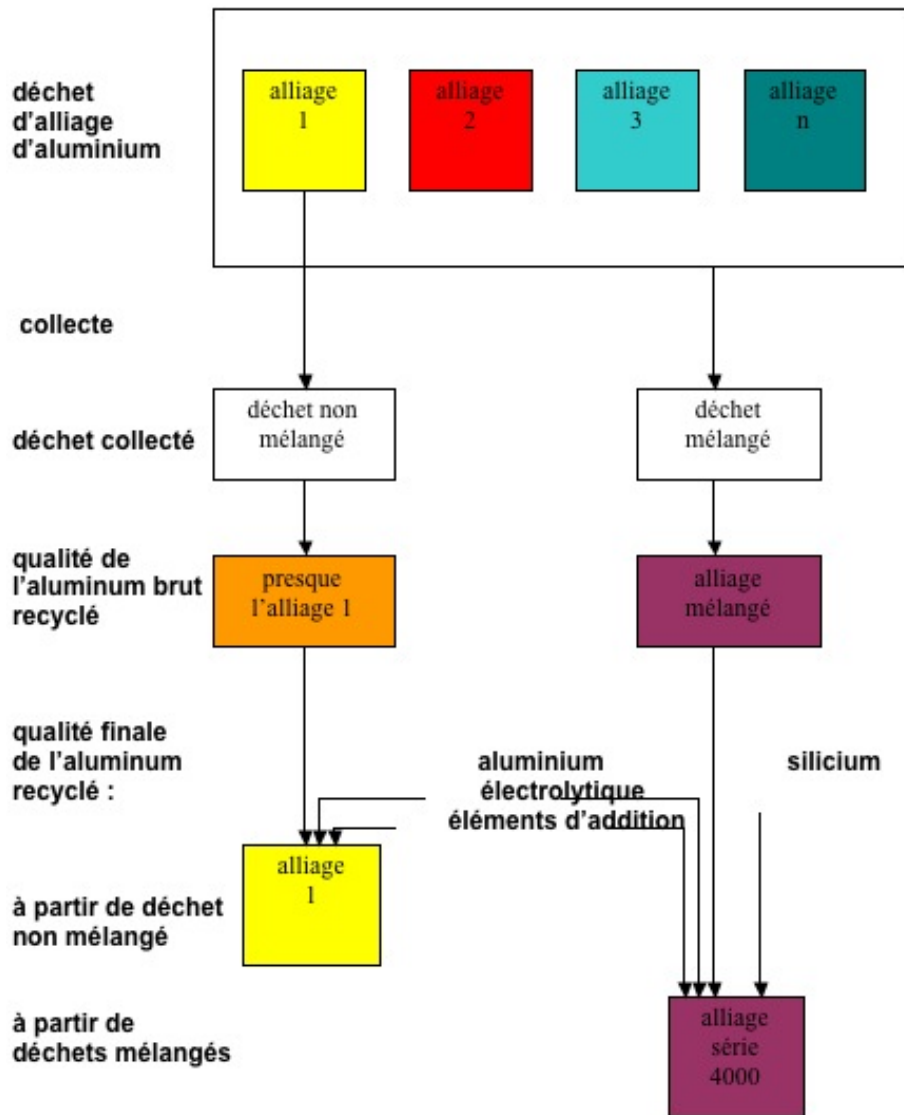 déchet
d'alliage
d'aluminium
alliage
1
alliage
2
alliage
3
alliage
n
collecte
déchet collecté
déchet non
mélangé
déchet
mélangé
qualité de
l'aluminum brut
recyclé
presque
l'alliage 1
alliage
mélangé
qualité finale
de l'aluminum
recyclé :
aluminium
électrolytique
éléments d'addition
silicium
alliage
1
à partir de déchet
non mélangé
à partir de
déchets mélangés
alliage
série
4000